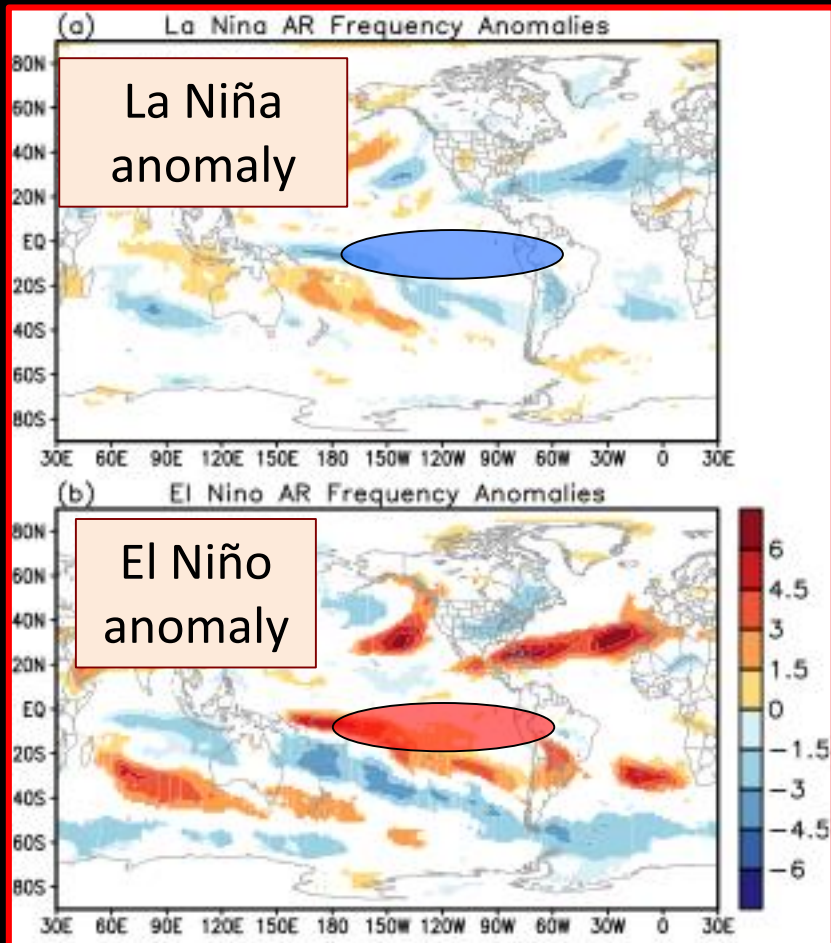 (a) La Nina AR Frequency Anomalies
La Niña
anomaly
80N
60N
40N
20N
EQ
20S
40S
60S
80S
30E 60E 90E 120E 150E 180 150W 120W 90W 60W 30W 0 30E
(b) El Nino AR Frequency Anomalies
El Niño
anomaly
80N
60N
40N
20N
EQ
20S
40S
60S
80S
30E 60E 90E 120E 150E 180 150W 120W 90W 60W 30W 0 30E
6
4.5
3
1.5
0
-1.5
-3
-4.5
-6